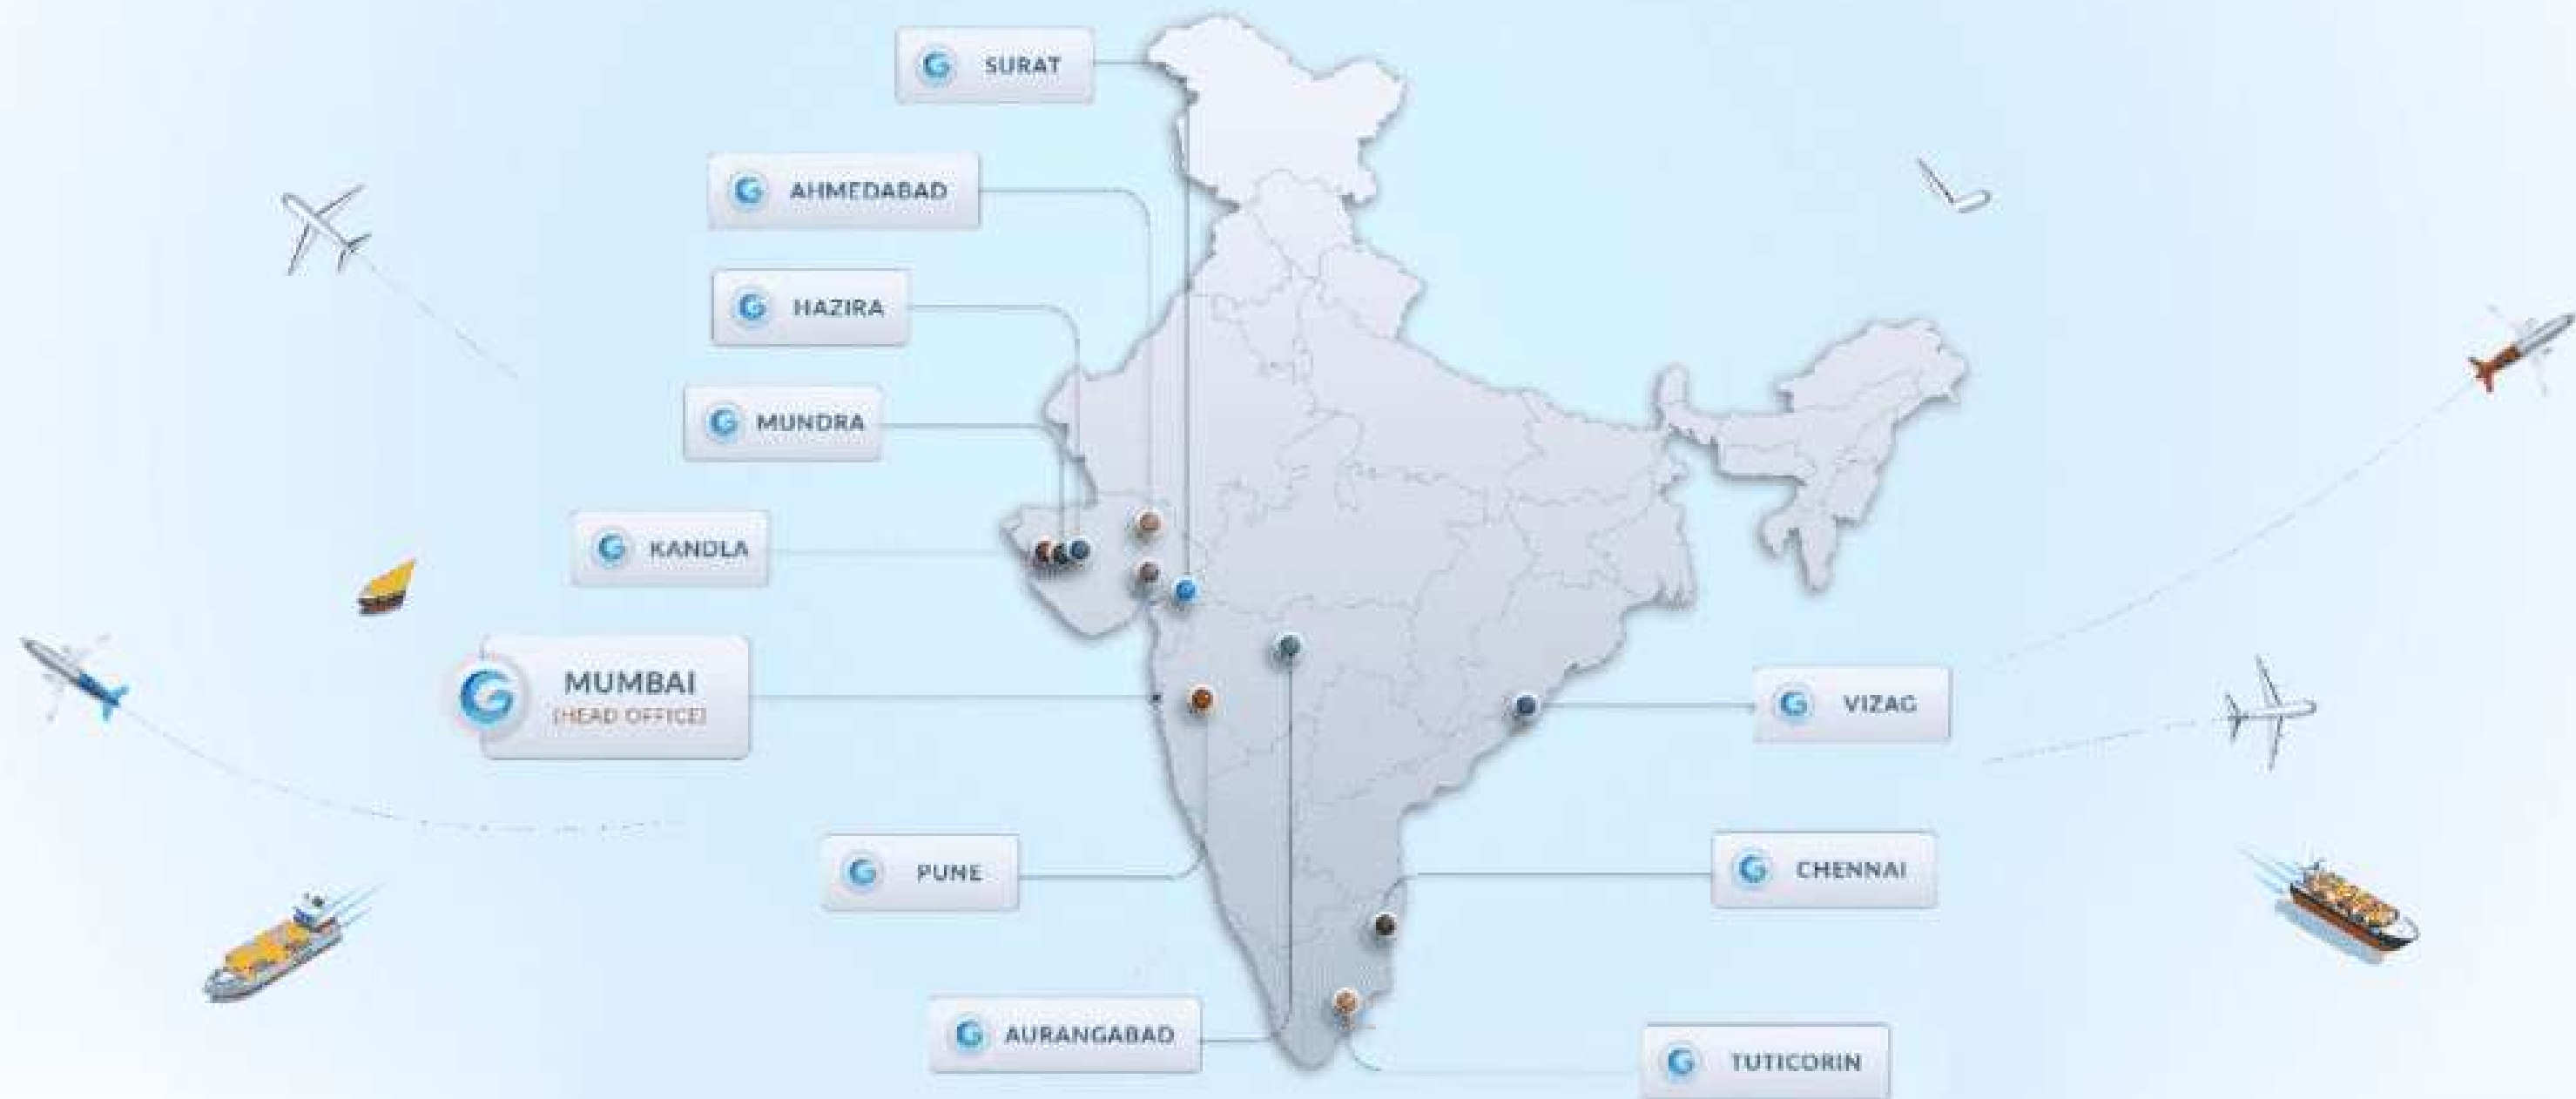 SURAT
AHMEDABAD
HAZIRA
MUNDRA
KANDLA
MUMBAI
(HEAD OFFICE)
VIZAG
PUNE
CHENNAI
AURANGABAD
TUTICORIN